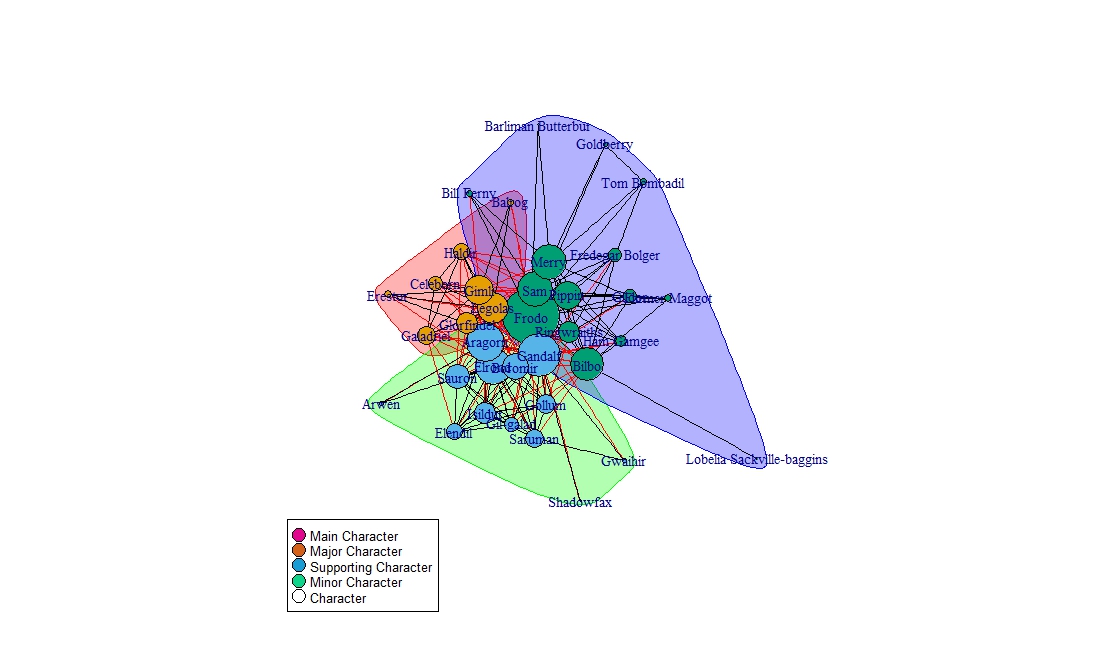 Barliman Butterbur
Goldberry
Tom Bombadil
Bill Ferny
Balrog
Haldir
Merry
Fredegar Bolger
Celeborn
Gimli
Sam
Pippin
Erestor
Maggot
Legolas
Frodo
Glorfindel
Ringwraiths
Galadriel
Aragorn
Ham Gamgee
Gandalf
Elrond
Boromir
Bilbo
Sauron
Arwen
Isildur
Gollum
Gil-galad
Elendil
Saruman
Gwaihir
Lobelia Sackville-baggins
Shadowfax
Main Character
Major Character
Supporting Character
Minor Character
Character